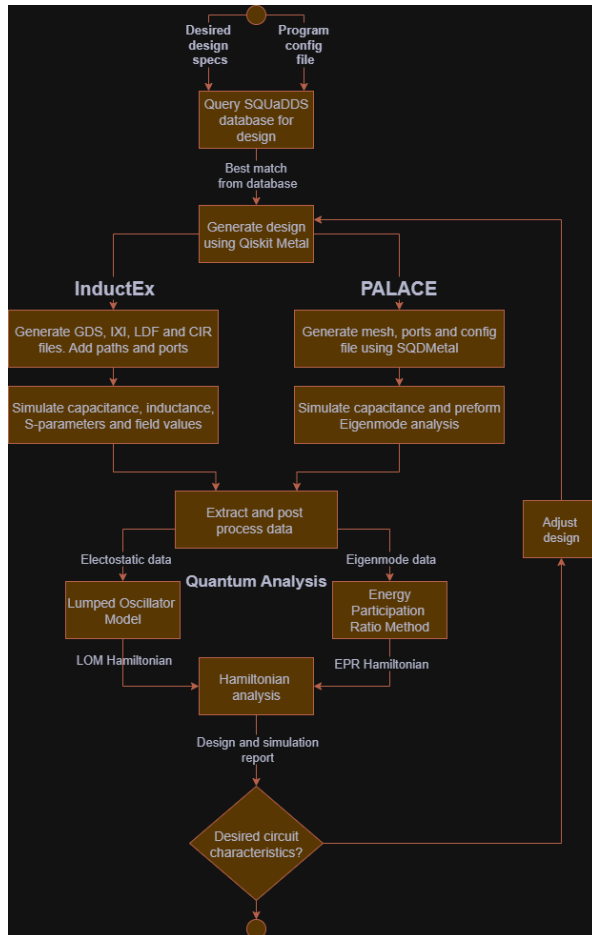 Desired
design
specs
Program
config
file
Query SQUaDDS
database for
design
Best match
from database
Generate design
using Qiskit Metal
InductEx
PALACE
Generate GDS, IXI, LDF and CIR
files. Add paths and ports
Generate mesh, ports and config
file using SQDMetal
Simulate capacitance, inductance,
S-parameters and field values
Simulate capacitance and preform
Eigenmode analysis
Extract and post
process data
Adjust
design
Electostatic data
Eigenmode data
Quantum Analysis
Lumped Oscillator
Model
Energy
Participation
Ratio Method
LOM Hamiltonian
EPR Hamiltonian
Hamiltonian
analysis
Design and simulation
report
Desired circuit
characteristics?